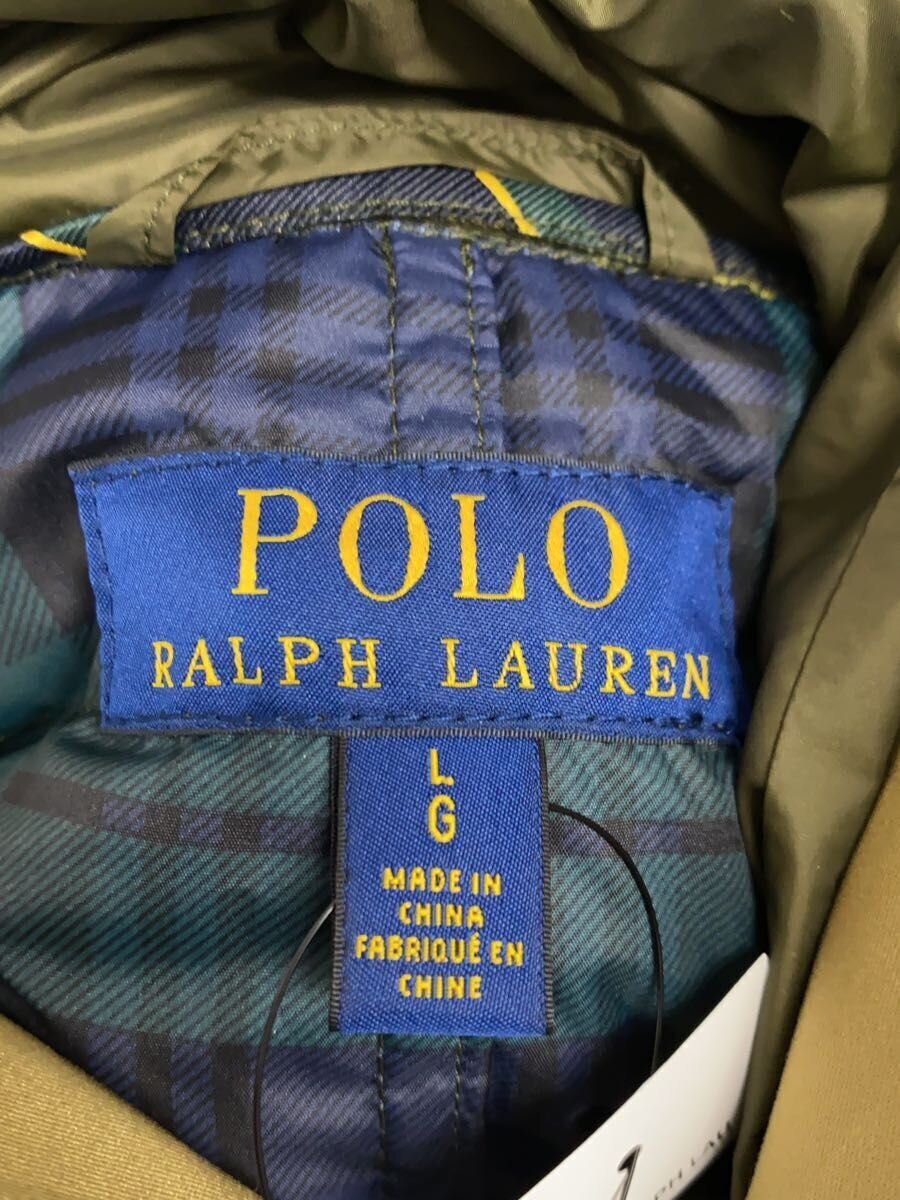 POLO
RALPH LAUREN
L
G
MADE IN
CHINA
FABRIQUÉ EN
CHINE